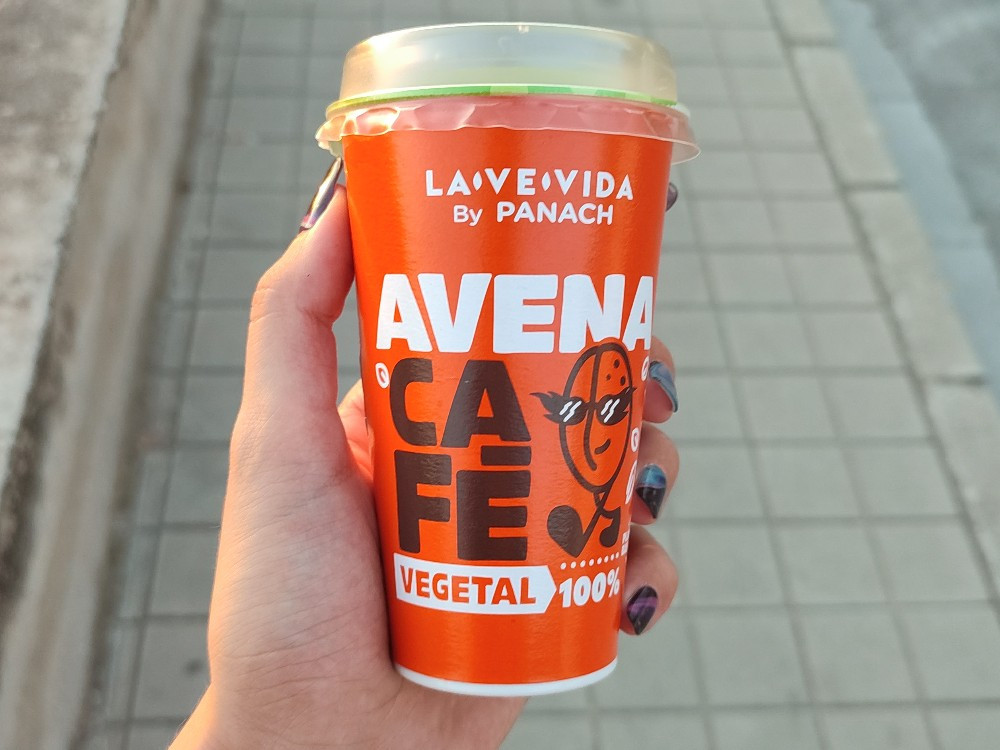 LA•VE•VIDA
By PANACH
AVENA
CA
FÉ
VEGETAL 100%